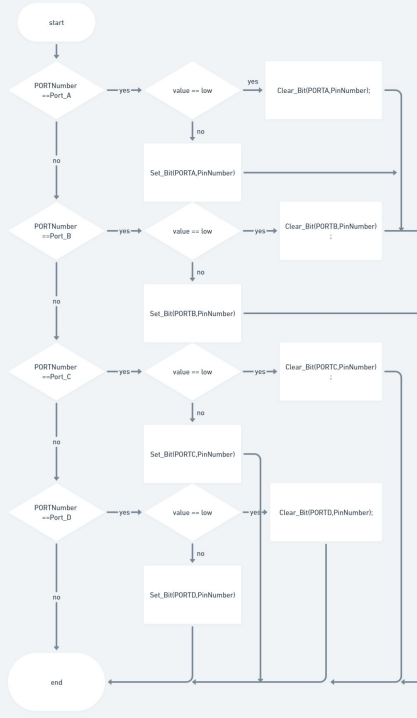 start
PORTNumber
==Port_A
yes
value == low
yes
Clear_Bit(PORTA,PinNumber);
no
no
Set_Bit(PORTA,PinNumber)
PORTNumber
==Port_B
yes
value == low
yes
Clear_Bit(PORTB,PinNumber)
;
no
no
Set_Bit(PORTB,PinNumber)
PORTNumber
==Port_C
yes
value == low
yes
Clear_Bit(PORTC,PinNumber)
;
no
no
Set_Bit(PORTC,PinNumber)
PORTNumber
==Port_D
yes
value == low
yes
Clear_Bit(PORTD,PinNumber);
no
no
Set_Bit(PORTD,PinNumber)
end